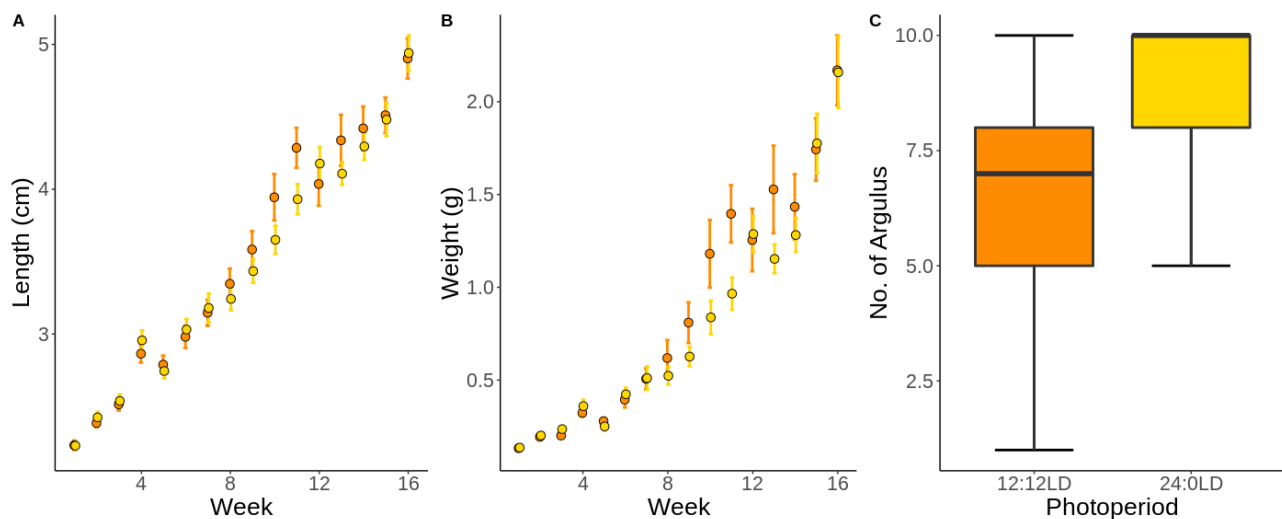 A
Length (cm)
5
4
3
4
8
12
16
Week
B
Weight (g)
2.0
1.5
1.0
0.5
4
8
12
16
Week
C
No. of Argulus
10.0
7.5
5.0
2.5
12:12LD
24:0LD
Photoperiod